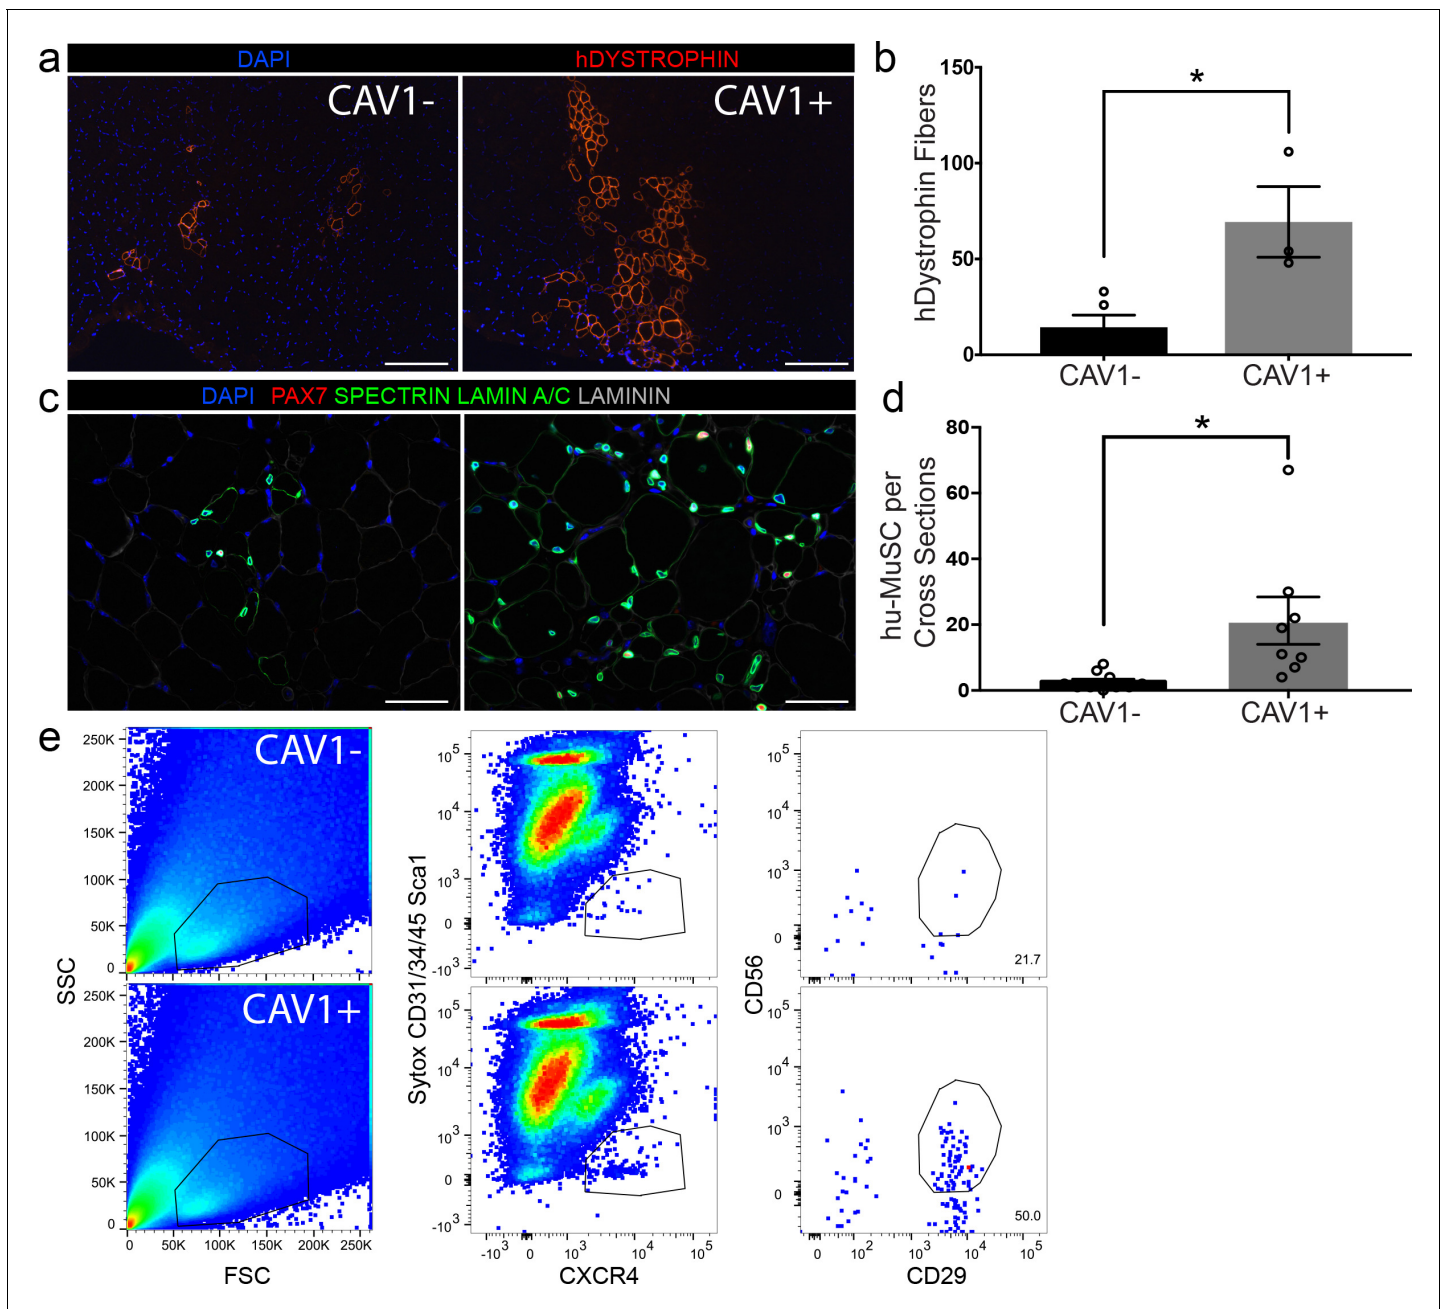 a
DAPI hDYSTROPHIN
CAV1- CAV1+
b
hDystrophin Fibers
150
100
50
0
*
CAV1- CAV1+
c
DAPI PAX7 SPECTRIN LAMIN A/C LAMININ
d
hu-MuSC per
Cross Sections
80
60
40
20
0
*
CAV1- CAV1+
e
CAV1-
250K
200K
150K
100K
50K
0
CAV1+
250K
200K
150K
100K
50K
0
SSC
0 50K 100K 150K 200K 250K
FSC
Sytox CD31/34/45 Sca1
10^5
10^4
10^3
0
-10^3
10^5
10^4
10^3
0
-10^3
-10^3 0 10^3 10^4 10^5
CXCR4
CD56
10^5
10^4
10^3
0
21.7
10^5
10^4
10^3
0
50.0
0 10^2 10^3 10^4 10^5
CD29